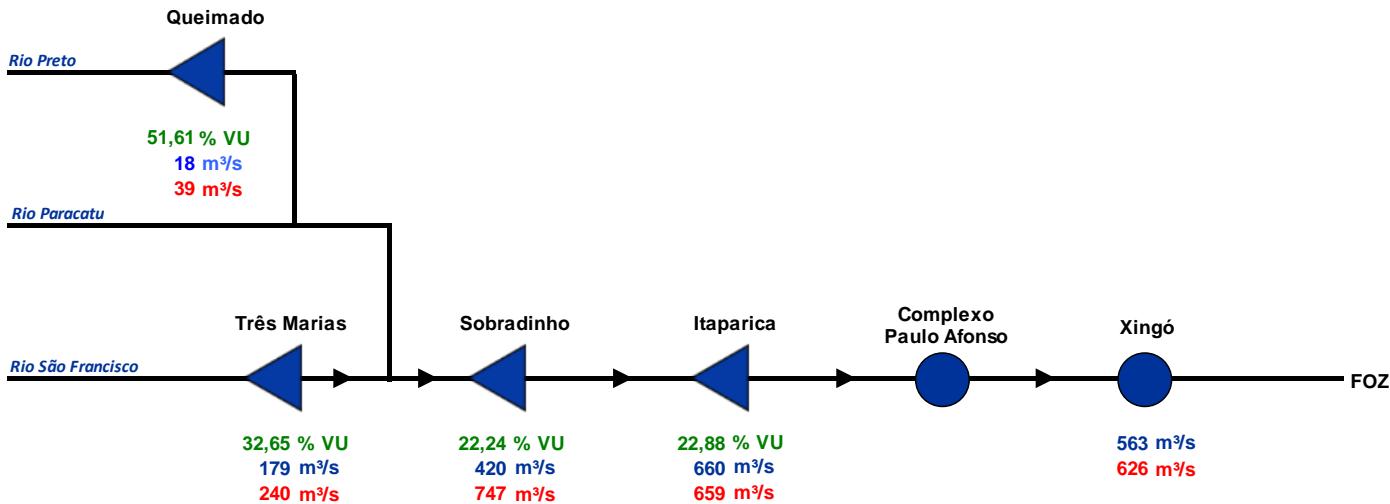 Queimado
Rio Preto
51,61 % VU
18 m³/s
39 m³/s
Rio Paracatu
Três Marias
Sobradinho
Itaparica
Complexo
Paulo Afonso
Xingó
Rio São Francisco
FOZ
32,65 % VU
179 m³/s
240 m³/s
22,24 % VU
420 m³/s
747 m³/s
22,88 % VU
660 m³/s
659 m³/s
563 m³/s
626 m³/s